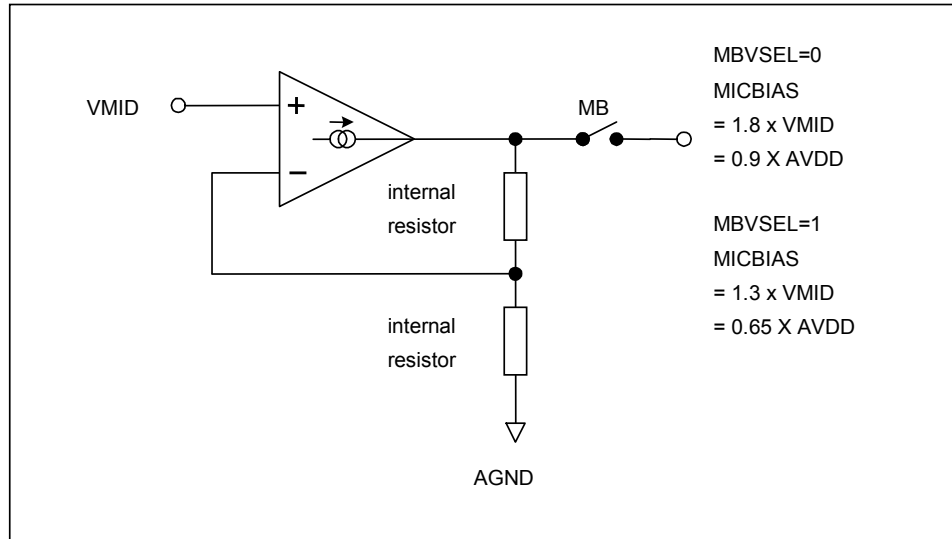 VMID
+
−
MB
internal
resistor
internal
resistor
AGND
MBVSEL=0
MICBIAS
= 1.8 x VMID
= 0.9 X AVDD
MBVSEL=1
MICBIAS
= 1.3 x VMID
= 0.65 X AVDD